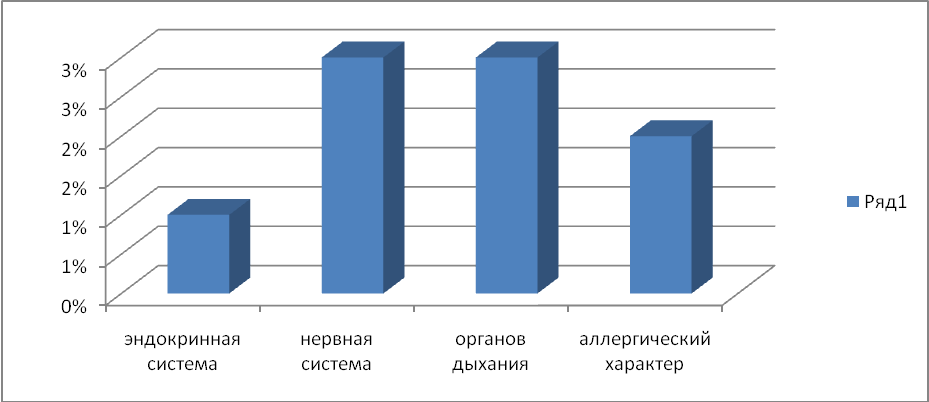 3%
3%
2%
2%
1%
1%
0%
эндокринная
система
нервная
система
органов
дыхания
аллергический
характер
Ряд1